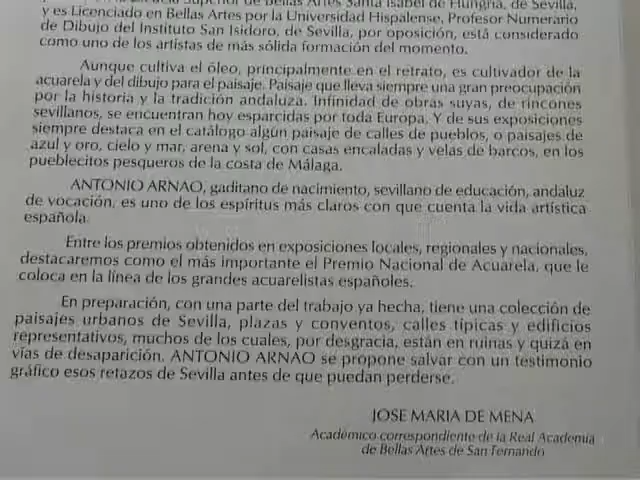 Superior de Bellas Artes Santa Isabel de Hungría, de Sevilla,
y es Licenciado en Bellas Artes por la Universidad Hispalense, Profesor Numerario
de Dibujo del Instituto San Isidoro, de Sevilla, por oposición, está considerado
como uno de los artistas de más sólida formación del momento.
Aunque cultiva el óleo, principalmente en el retrato, es cultivador de la
acuarela y del dibujo para el paisaje. Paisaje que lleva siempre una gran preocupación
por la historia y la tradición andaluza. Infinidad de obras suyas, de rincones
sevillanos, se encuentran hoy esparcidas por toda Europa. Y de sus exposiciones
siempre destaca en el catálogo algún paisaje de calles de pueblos, o paisajes de
azul y oro, cielo y mar, arena y sol, con casas encaladas y velas de barcos, en los
pueblecitos pesqueros de la costa de Málaga.
ANTONIO ARNAO, gaditano de nacimiento, sevillano de educación, andaluz
de vocación, es uno de los espíritus más claros con que cuenta la vida artística
española.
Entre los premios obtenidos en exposiciones locales, regionales y nacionales,
destacaremos como el más importante el Premio Nacional de Acuarela, que le
coloca en la línea de los grandes acuarelistas españoles.
En preparación, con una parte del trabajo ya hecha, tiene una colección de
paisajes urbanos de Sevilla, plazas y conventos, calles típicas y edificios
representativos, muchos de los cuales, por desgracia, están en ruinas y quizá en
vías de desaparición. ANTONIO ARNAO se propone salvar con un testimonio
gráfico esos retazos de Sevilla antes de que puedan perderse.
JOSE MARIA DE MENA
Académico correspondiente de la Real Academia
de Bellas Artes de San Fernando